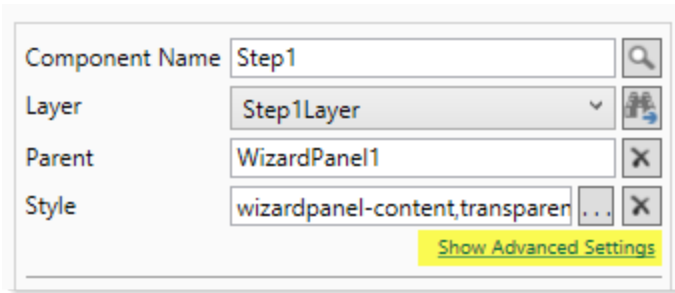 Component Name Step1
Layer Step1Layer
Parent WizardPanel1
Style wizardpanel-content,transparen ...
Show Advanced Settings